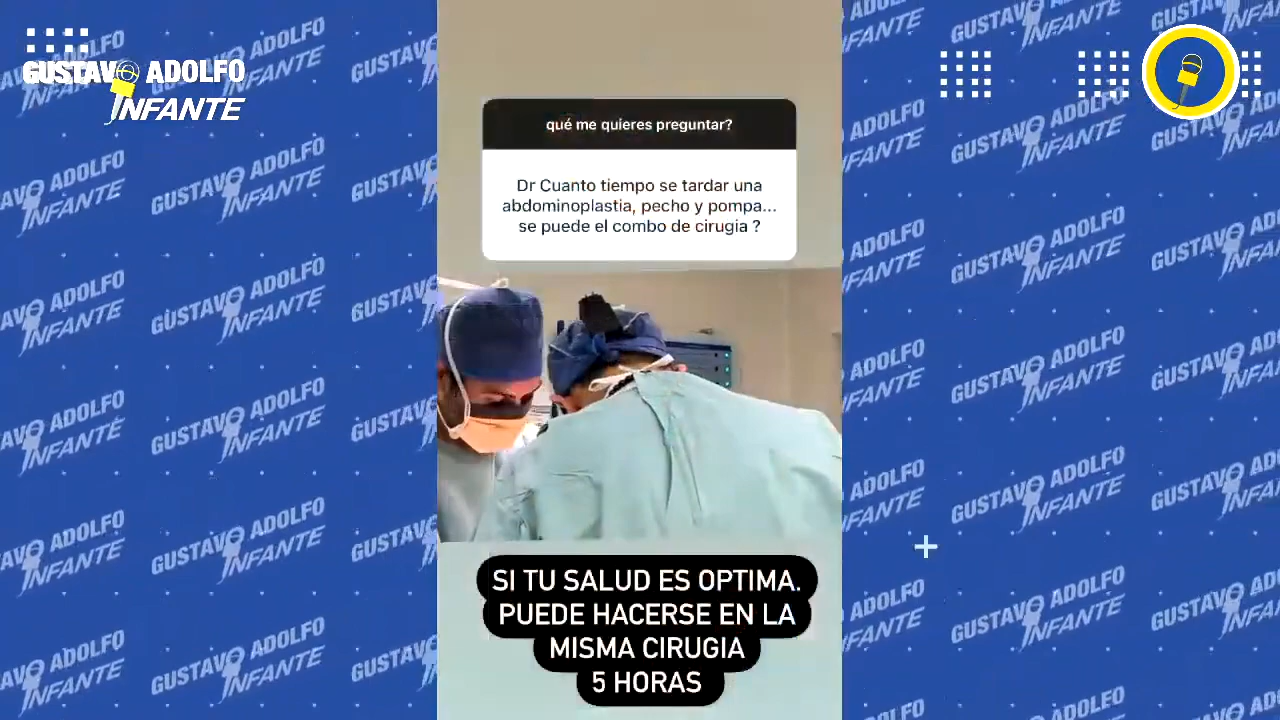 GUSTAVO ADOLFO
INFANTE
qué me quieres preguntar?
Dr Cuanto tiempo se tardar una
abdominoplastia, pecho y pompa...
se puede el combo de cirugia ?
SI TU SALUD ES OPTIMA.
PUEDE HACERSE EN LA
MISMA CIRUGIA
5 HORAS